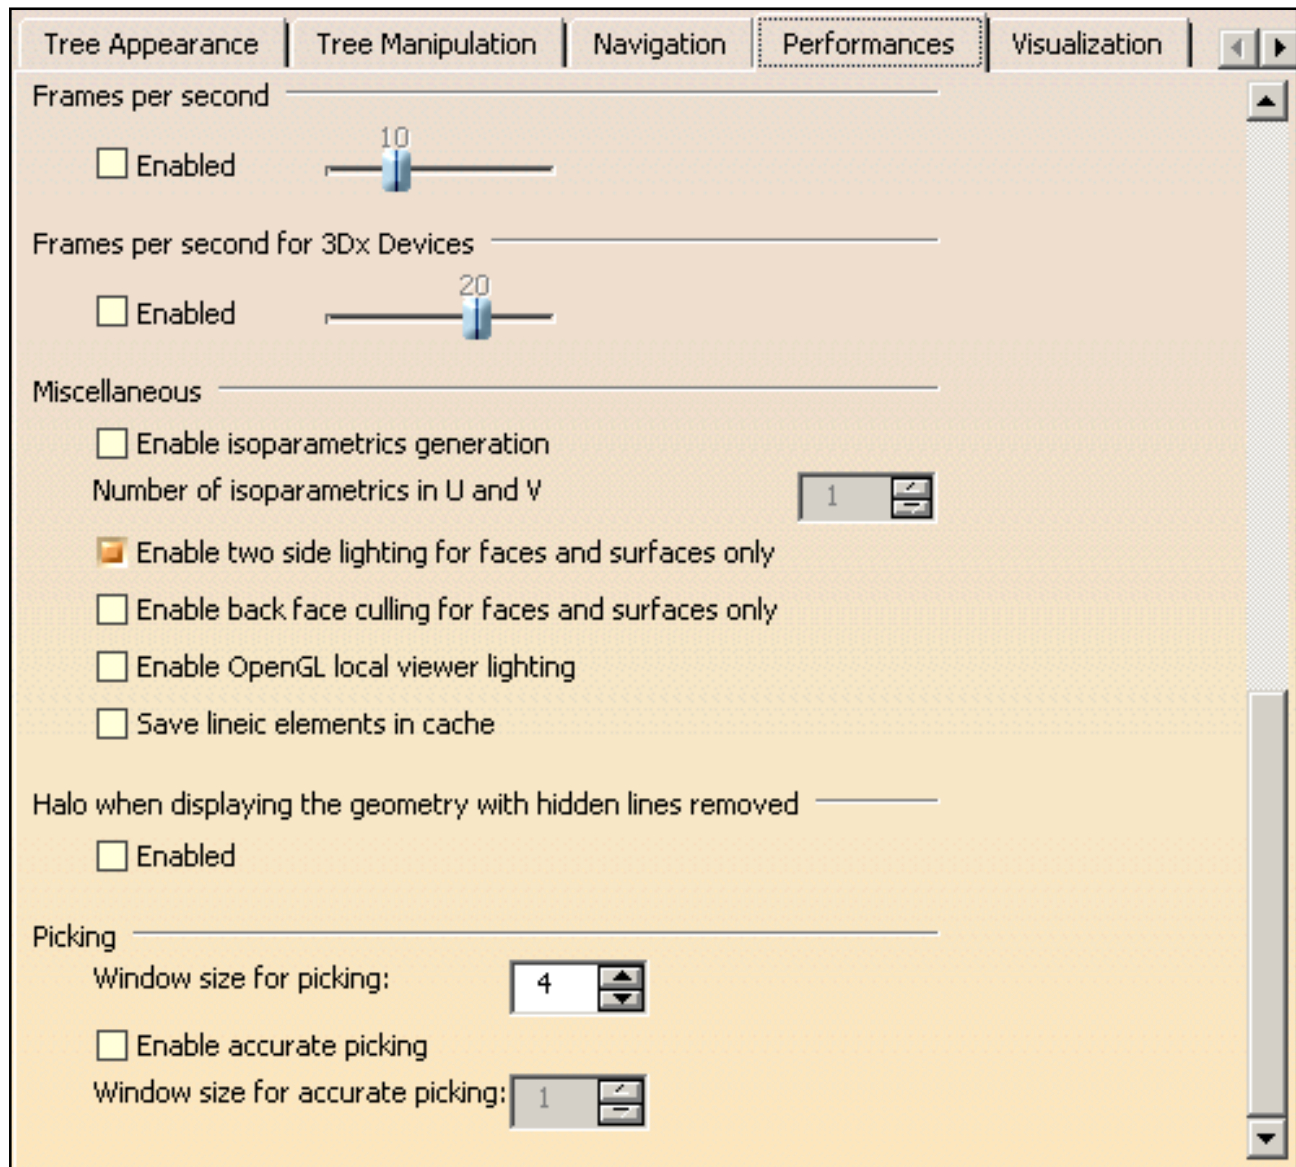 Tree Appearance Tree Manipulation Navigation Performances Visualization
Frames per second
10
Enabled
Frames per second for 3Dx Devices
20
Enabled
Miscellaneous
Enable isoparametrics generation
Number of isoparametrics in U and V 1
Enable two side lighting for faces and surfaces only
Enable back face culling for faces and surfaces only
Enable OpenGL local viewer lighting
Save lineic elements in cache
Halo when displaying the geometry with hidden lines removed
Enabled
Picking
Window size for picking: 4
Enable accurate picking
Window size for accurate picking: 1